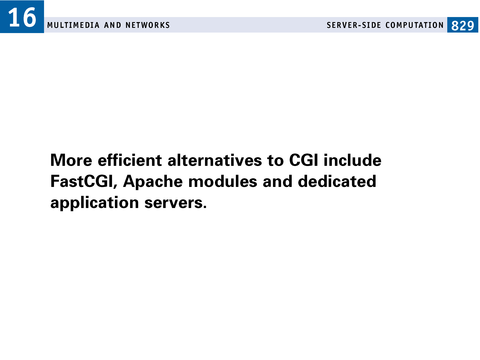 16
MULTIMEDIA AND NETWORKS
SERVER-SIDE COMPUTATION
829
More efficient alternatives to CGI include
FastCGI, Apache modules and dedicated
application servers.